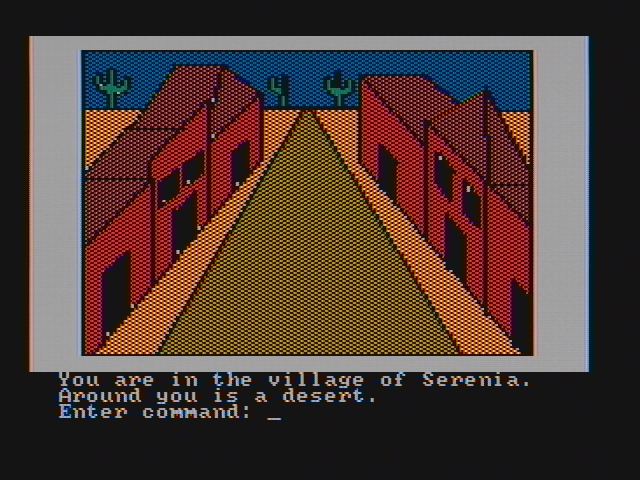 You are in the village of Serenia.
Around you is a desert.
Enter command: _